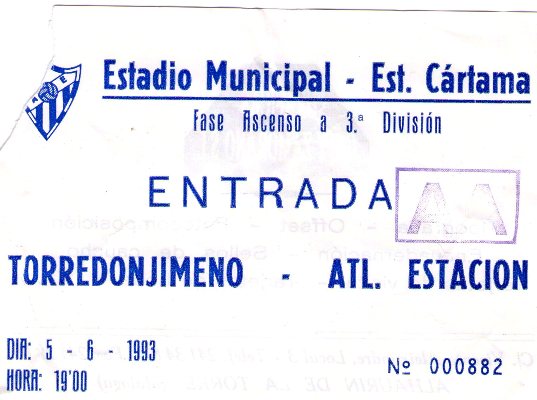 Estadio Municipal - Est. Cártama
Fase Ascenso a 3.ª División
ENTRADA
AA
TORREDONJIMENO - ATL. ESTACION
DIA: 5 - 6 - 1993
HORA: 19'00
Nº 000882